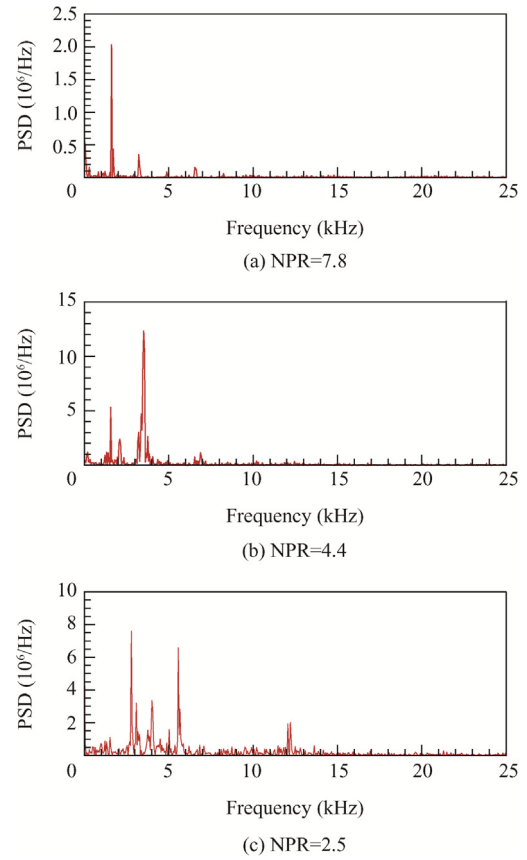 2.5
2.0
1.5
1.0
0.5
PSD (10⁶/Hz)
0 5 10 15 20 25
Frequency (kHz)
(a) NPR=7.8
15
10
5
PSD (10⁶/Hz)
0 5 10 15 20 25
Frequency (kHz)
(b) NPR=4.4
10
8
6
4
2
PSD (10⁶/Hz)
0 5 10 15 20 25
Frequency (kHz)
(c) NPR=2.5